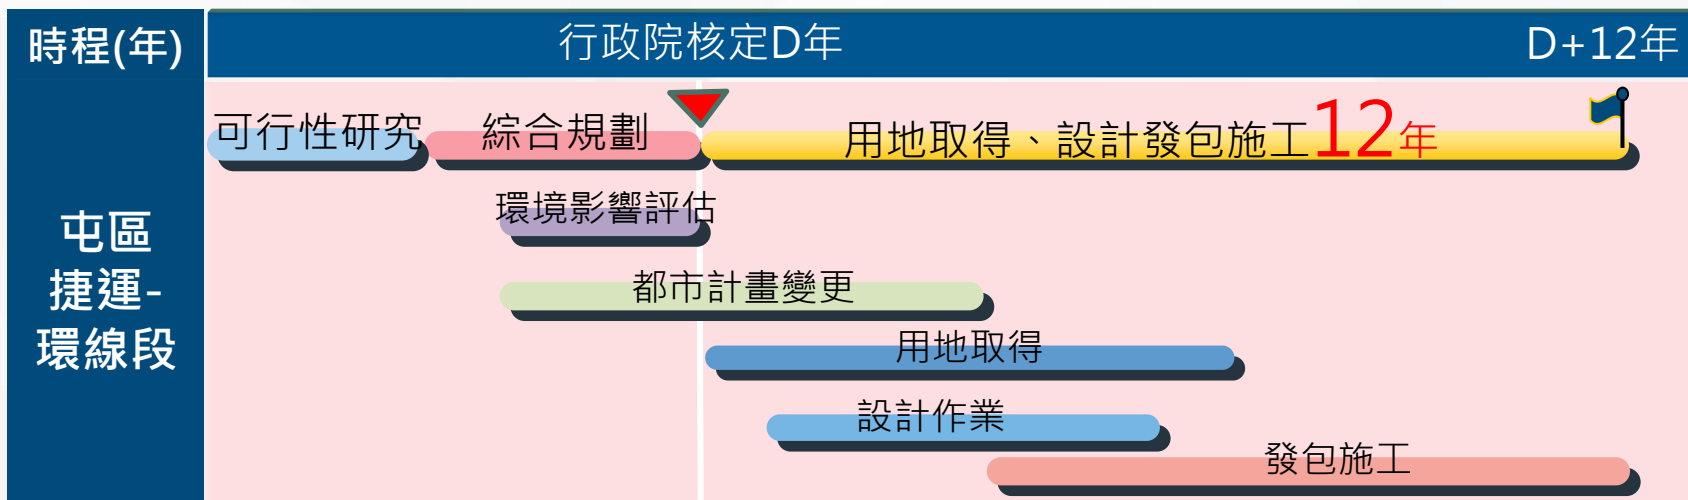 時程(年)
行政院核定D年
D+12年
可行性研究
綜合規劃
用地取得、設計發包施工12年
環境影響評估
屯區
捷運-
環線段
都市計畫變更
用地取得
設計作業
發包施工